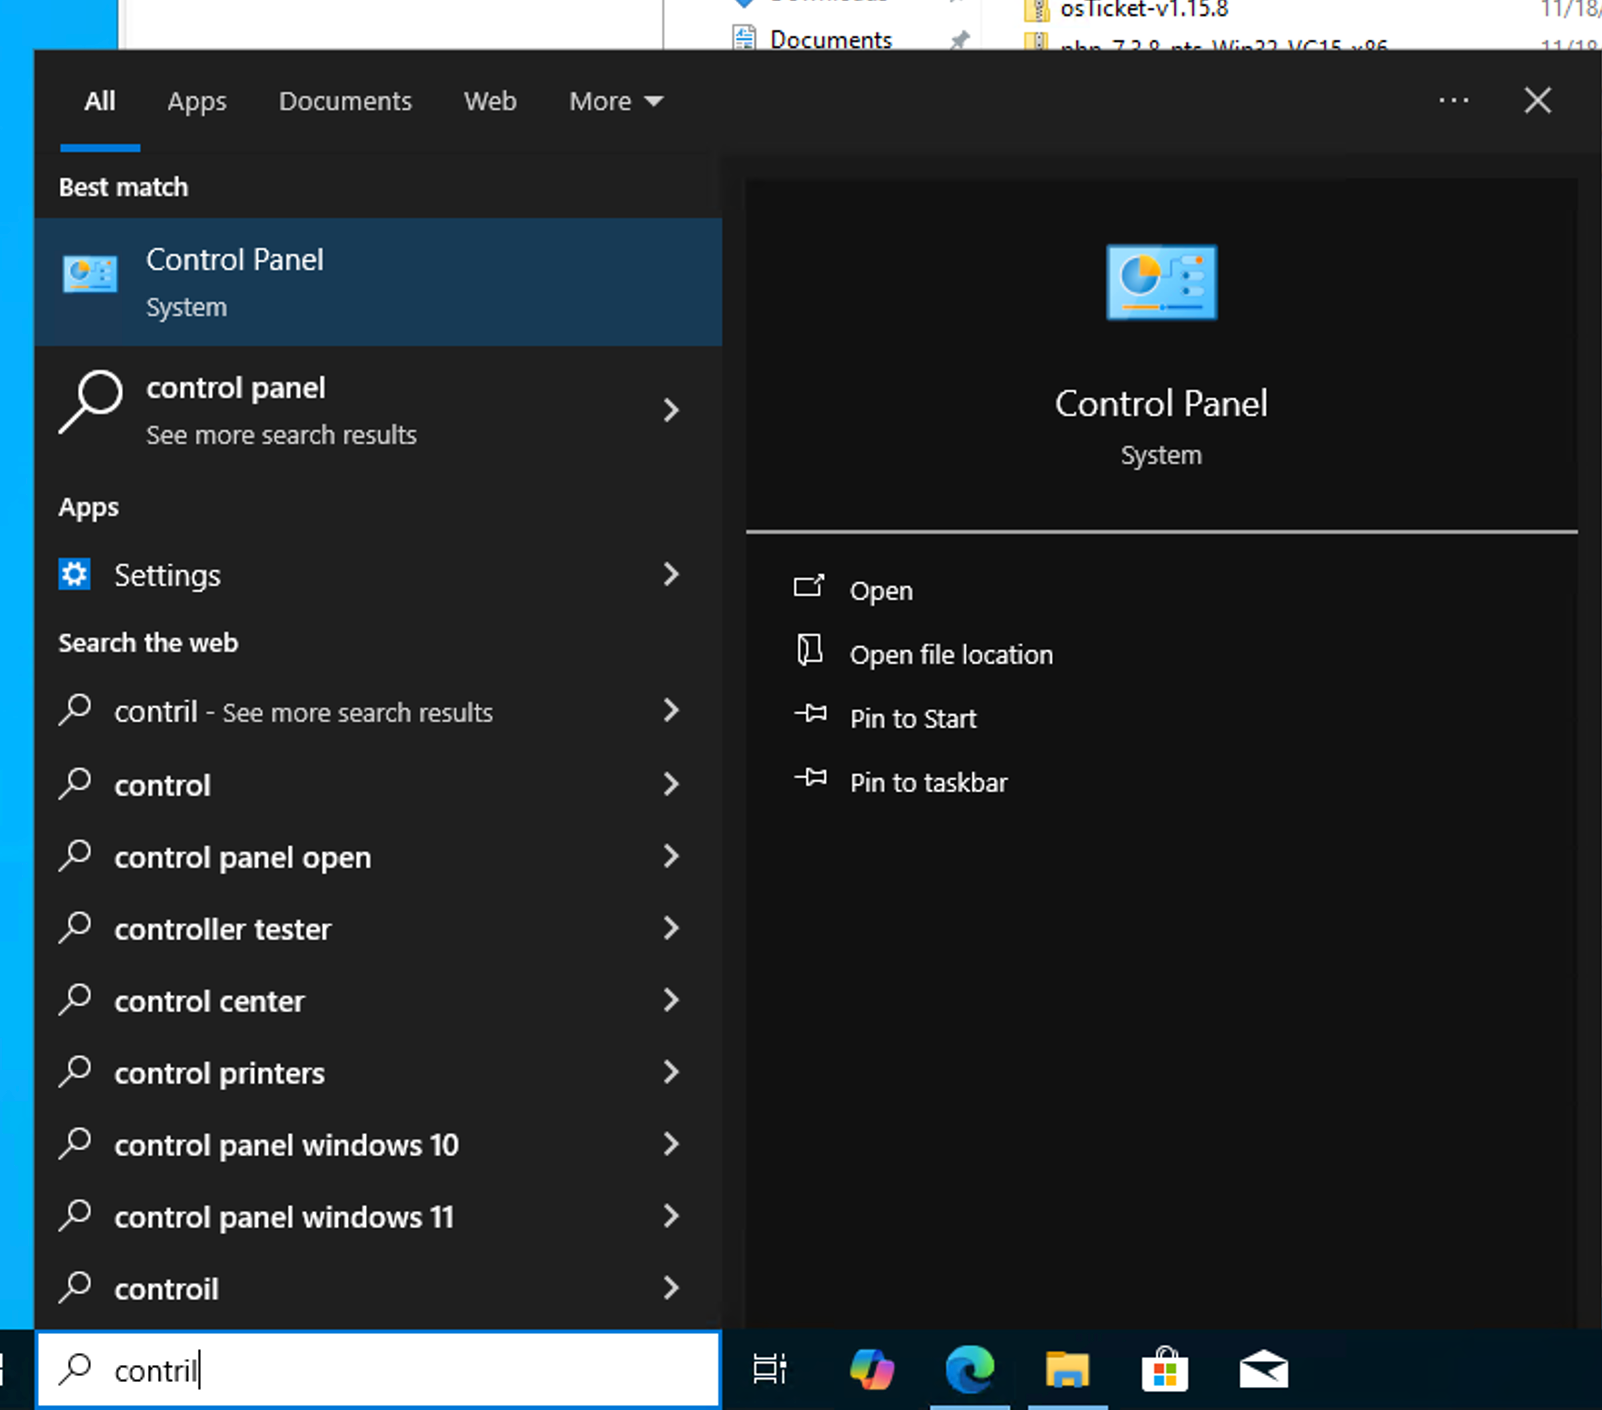 osTicket-v1.15.8
11/18/
Documents
All
Apps
Documents
Web
More
Best match
Control Panel
System
control panel
See more search results
Apps
Settings
Search the web
contril - See more search results
control
control panel open
controller tester
control center
control printers
control panel windows 10
control panel windows 11
controil
contril
Control Panel
System
Open
Open file location
Pin to Start
Pin to taskbar